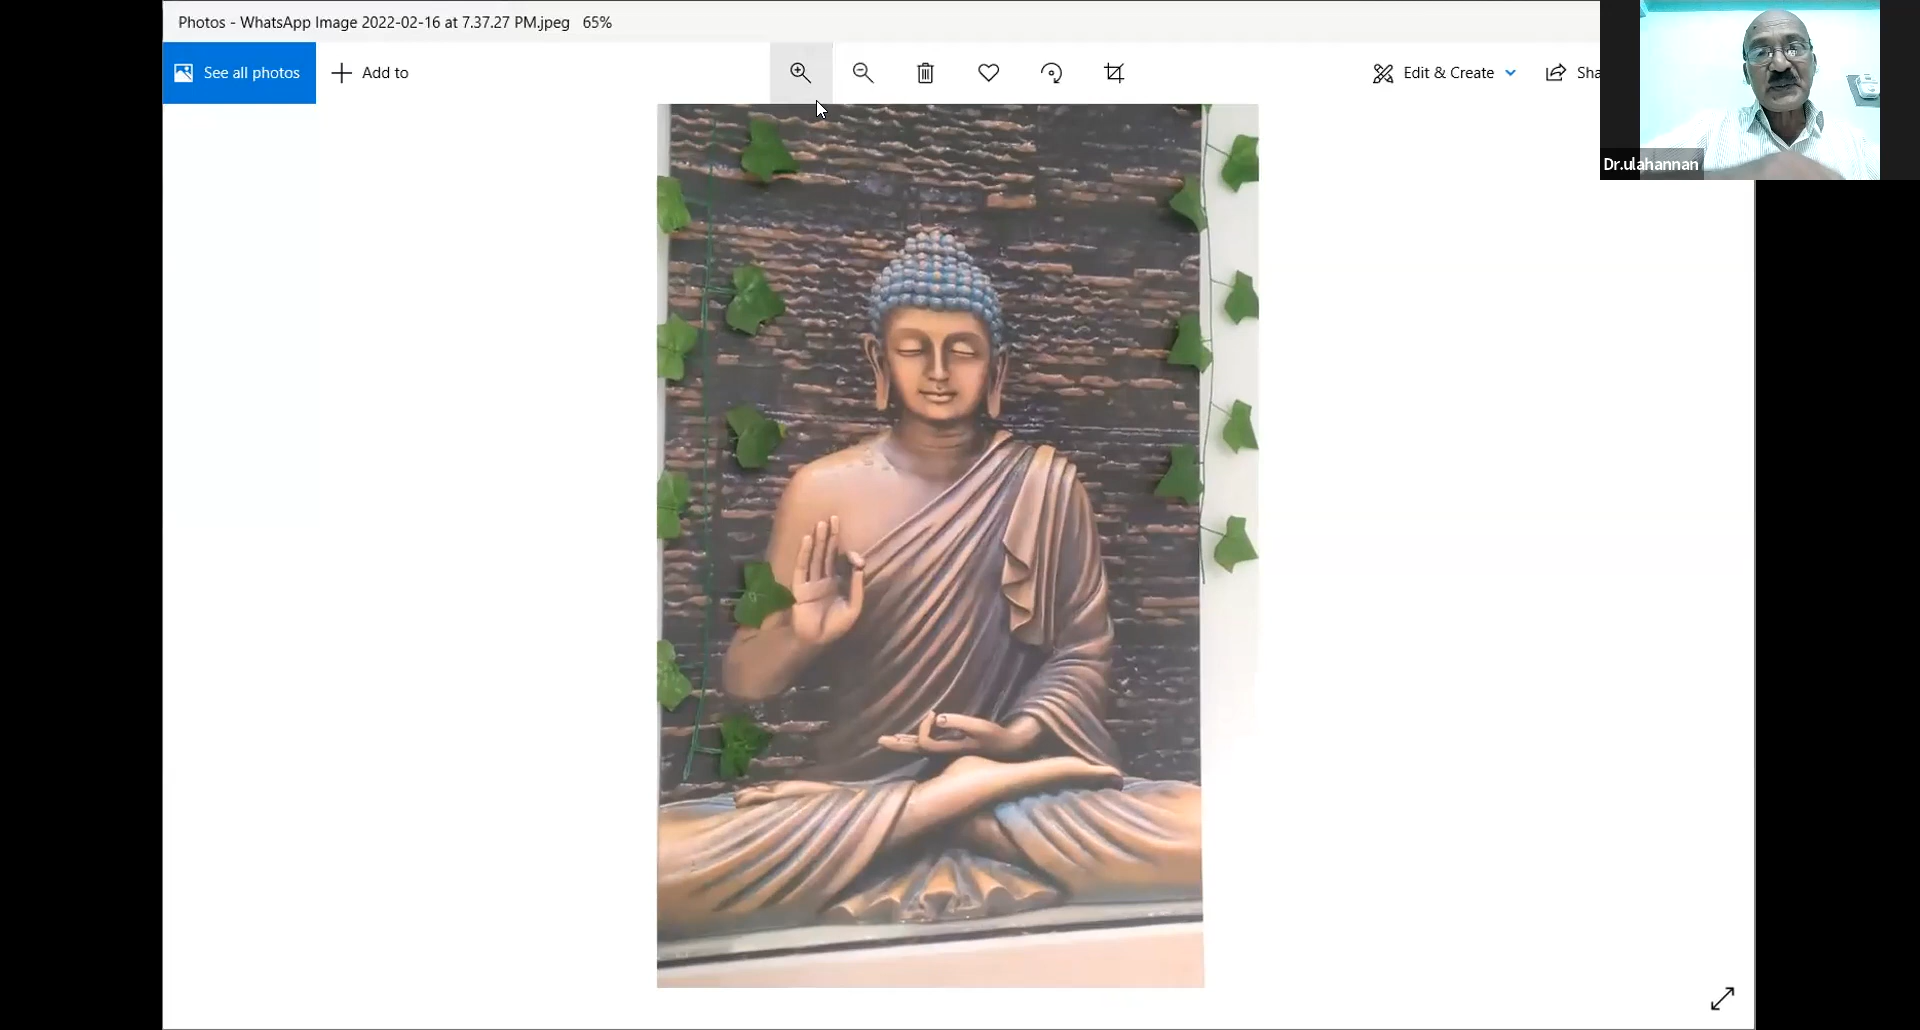 Photos - WhatsApp Image 2022-02-16 at 7.37.27 PM.jpeg 65%
See all photos
Add to
Edit & Create
Sha
Dr.ulahannan